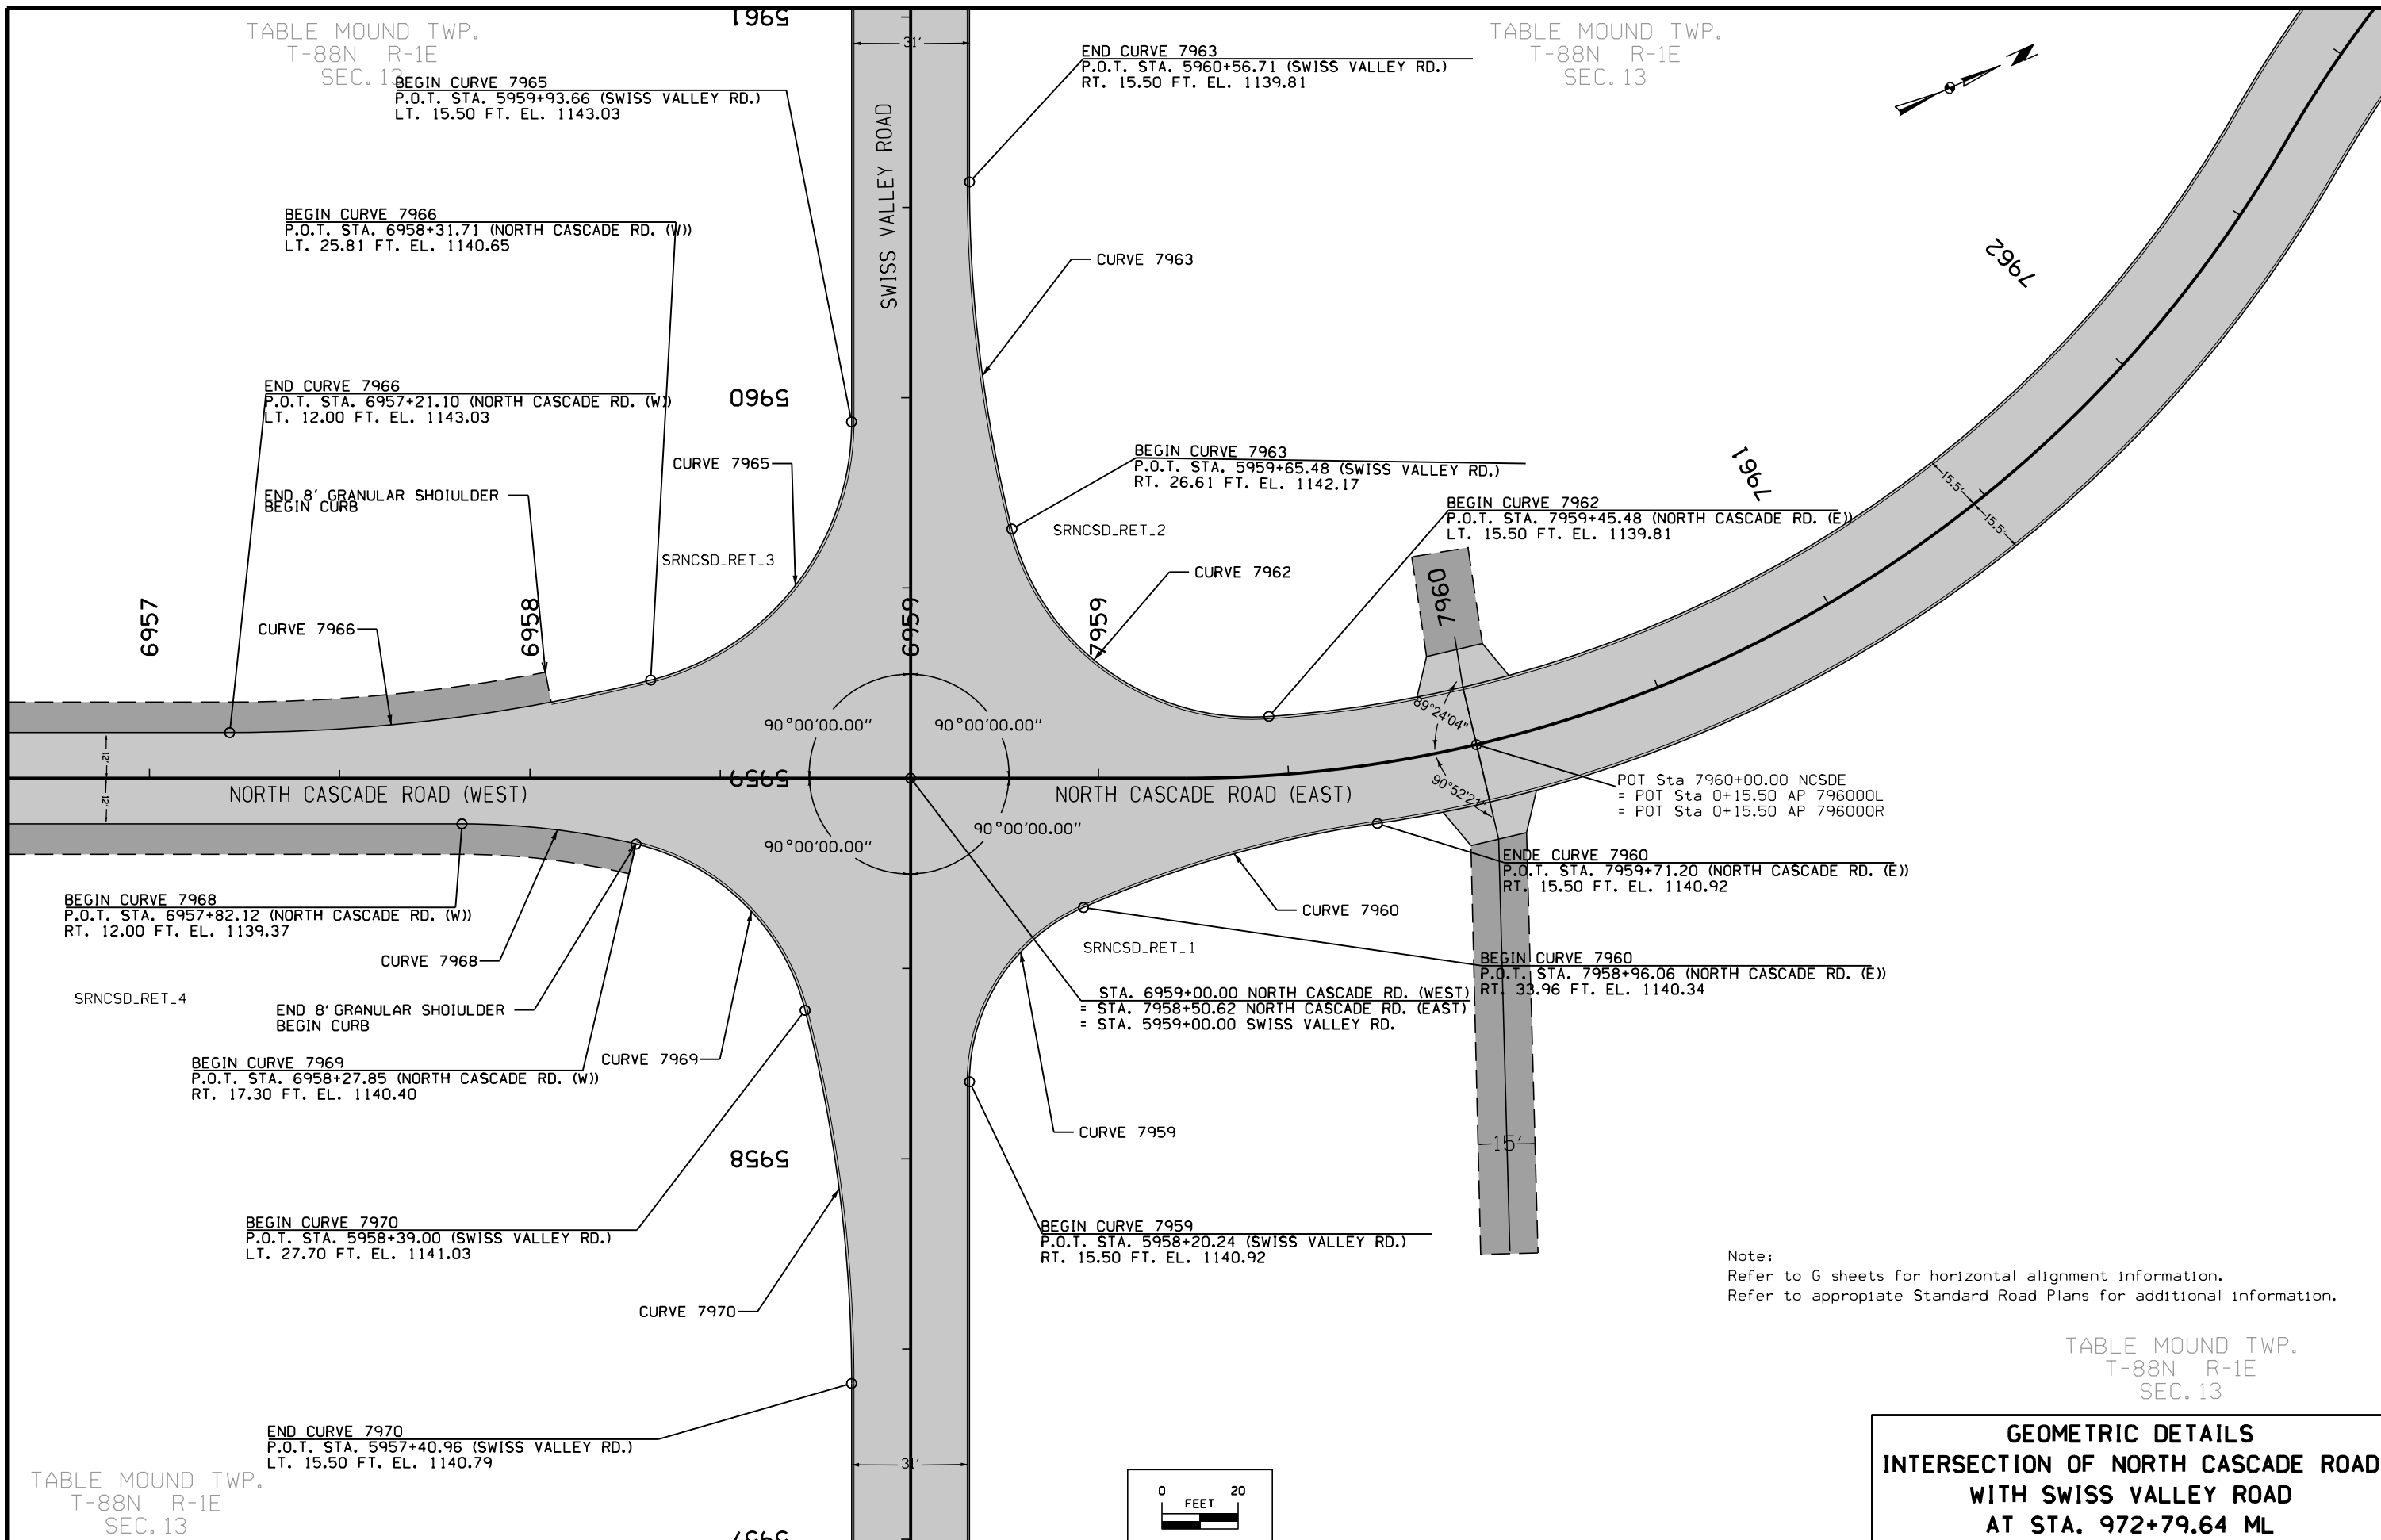 TABLE MOUND TWP.
T-88N R-1E
SEC. 13
BEGIN CURVE 7965
P.O.T. STA. 5959+93.66 (SWISS VALLEY RD.)
LT. 15.50 FT. EL. 1143.03
5961
31'
END CURVE 7963
P.O.T. STA. 5960+56.71 (SWISS VALLEY RD.)
RT. 15.50 FT. EL. 1139.81
TABLE MOUND TWP.
T-88N R-1E
SEC. 13
N
SWISS VALLEY ROAD
BEGIN CURVE 7966
P.O.T. STA. 6958+31.71 (NORTH CASCADE RD. (W))
LT. 25.81 FT. EL. 1140.65
CURVE 7963
7962
END CURVE 7966
P.O.T. STA. 6957+21.10 (NORTH CASCADE RD. (W))
LT. 12.00 FT. EL. 1143.03
5960
CURVE 7965
BEGIN CURVE 7963
P.O.T. STA. 5959+65.48 (SWISS VALLEY RD.)
RT. 26.61 FT. EL. 1142.17
7961
15.5'
15.5'
END 8' GRANULAR SHOIULDER
BEGIN CURB
SRNCSD_RET_3
SRNCSD_RET_2
BEGIN CURVE 7962
P.O.T. STA. 7959+45.48 (NORTH CASCADE RD. (E))
LT. 15.50 FT. EL. 1139.81
CURVE 7962
7960
6957
6958
6959
7959
CURVE 7966
90°00'00.00"
90°00'00.00"
89°24'04"
12'
12'
5959
NORTH CASCADE ROAD (WEST)
NORTH CASCADE ROAD (EAST)
90°52'21"
POT Sta 7960+00.00 NCSDE
= POT Sta 0+15.50 AP 796000L
= POT Sta 0+15.50 AP 796000R
90°00'00.00"
90°00'00.00"
ENDE CURVE 7960
P.O.T. STA. 7959+71.20 (NORTH CASCADE RD. (E))
RT. 15.50 FT. EL. 1140.92
BEGIN CURVE 7968
P.O.T. STA. 6957+82.12 (NORTH CASCADE RD. (W))
RT. 12.00 FT. EL. 1139.37
CURVE 7960
CURVE 7968
SRNCSD_RET_1
BEGIN CURVE 7960
P.O.T. STA. 7958+96.06 (NORTH CASCADE RD. (E))
RT. 33.96 FT. EL. 1140.34
SRNCSD_RET_4
END 8' GRANULAR SHOIULDER
BEGIN CURB
STA. 6959+00.00 NORTH CASCADE RD. (WEST)
= STA. 7958+50.62 NORTH CASCADE RD. (EAST)
= STA. 5959+00.00 SWISS VALLEY RD.
BEGIN CURVE 7969
P.O.T. STA. 6958+27.85 (NORTH CASCADE RD. (W))
RT. 17.30 FT. EL. 1140.40
CURVE 7969
CURVE 7959
15'
5958
BEGIN CURVE 7970
P.O.T. STA. 5958+39.00 (SWISS VALLEY RD.)
LT. 27.70 FT. EL. 1141.03
BEGIN CURVE 7959
P.O.T. STA. 5958+20.24 (SWISS VALLEY RD.)
RT. 15.50 FT. EL. 1140.92
Note:
Refer to G sheets for horizontal alignment information.
Refer to appropiate Standard Road Plans for additional information.
CURVE 7970
TABLE MOUND TWP.
T-88N R-1E
SEC. 13
END CURVE 7970
P.O.T. STA. 5957+40.96 (SWISS VALLEY RD.)
LT. 15.50 FT. EL. 1140.79
31'
TABLE MOUND TWP.
T-88N R-1E
SEC. 13
0 20
FEET
5957
GEOMETRIC DETAILS
INTERSECTION OF NORTH CASCADE ROAD
WITH SWISS VALLEY ROAD
AT STA. 972+79.64 ML